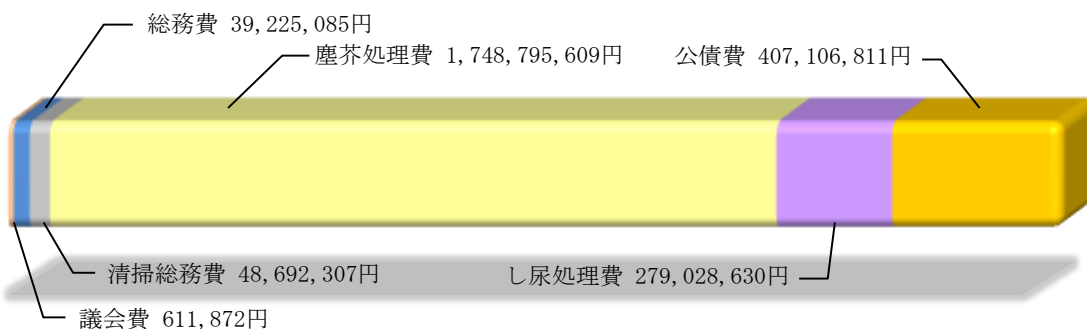 総務費 39,225,085円
塵芥処理費 1,748,795,609円
公債費 407,106,811円
清掃総務費 48,692,307円
し尿処理費 279,028,630円
議会費 611,872円